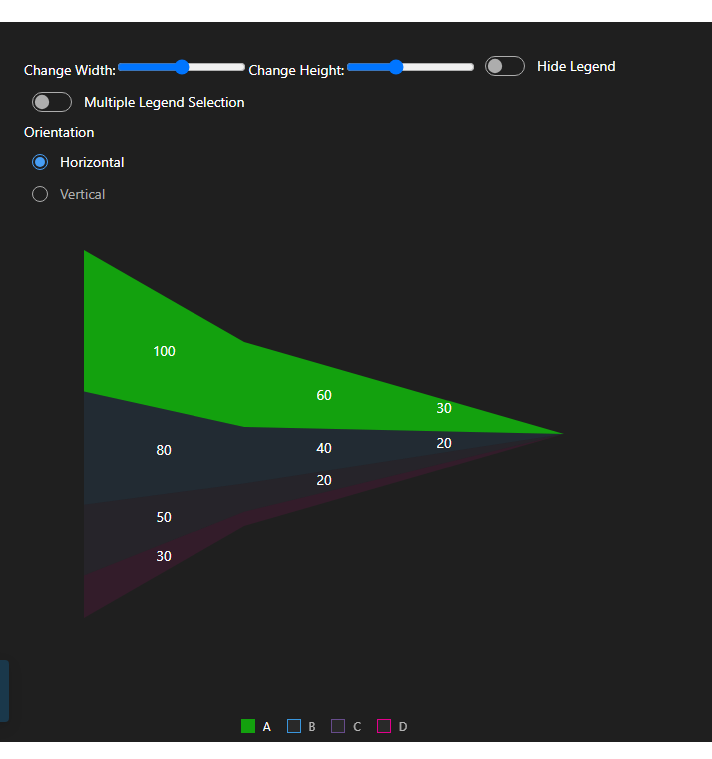 Change Width: Change Height: Hide Legend
Multiple Legend Selection
Orientation
Horizontal
Vertical
100
60
30
80
40
20
20
50
30
A B C D